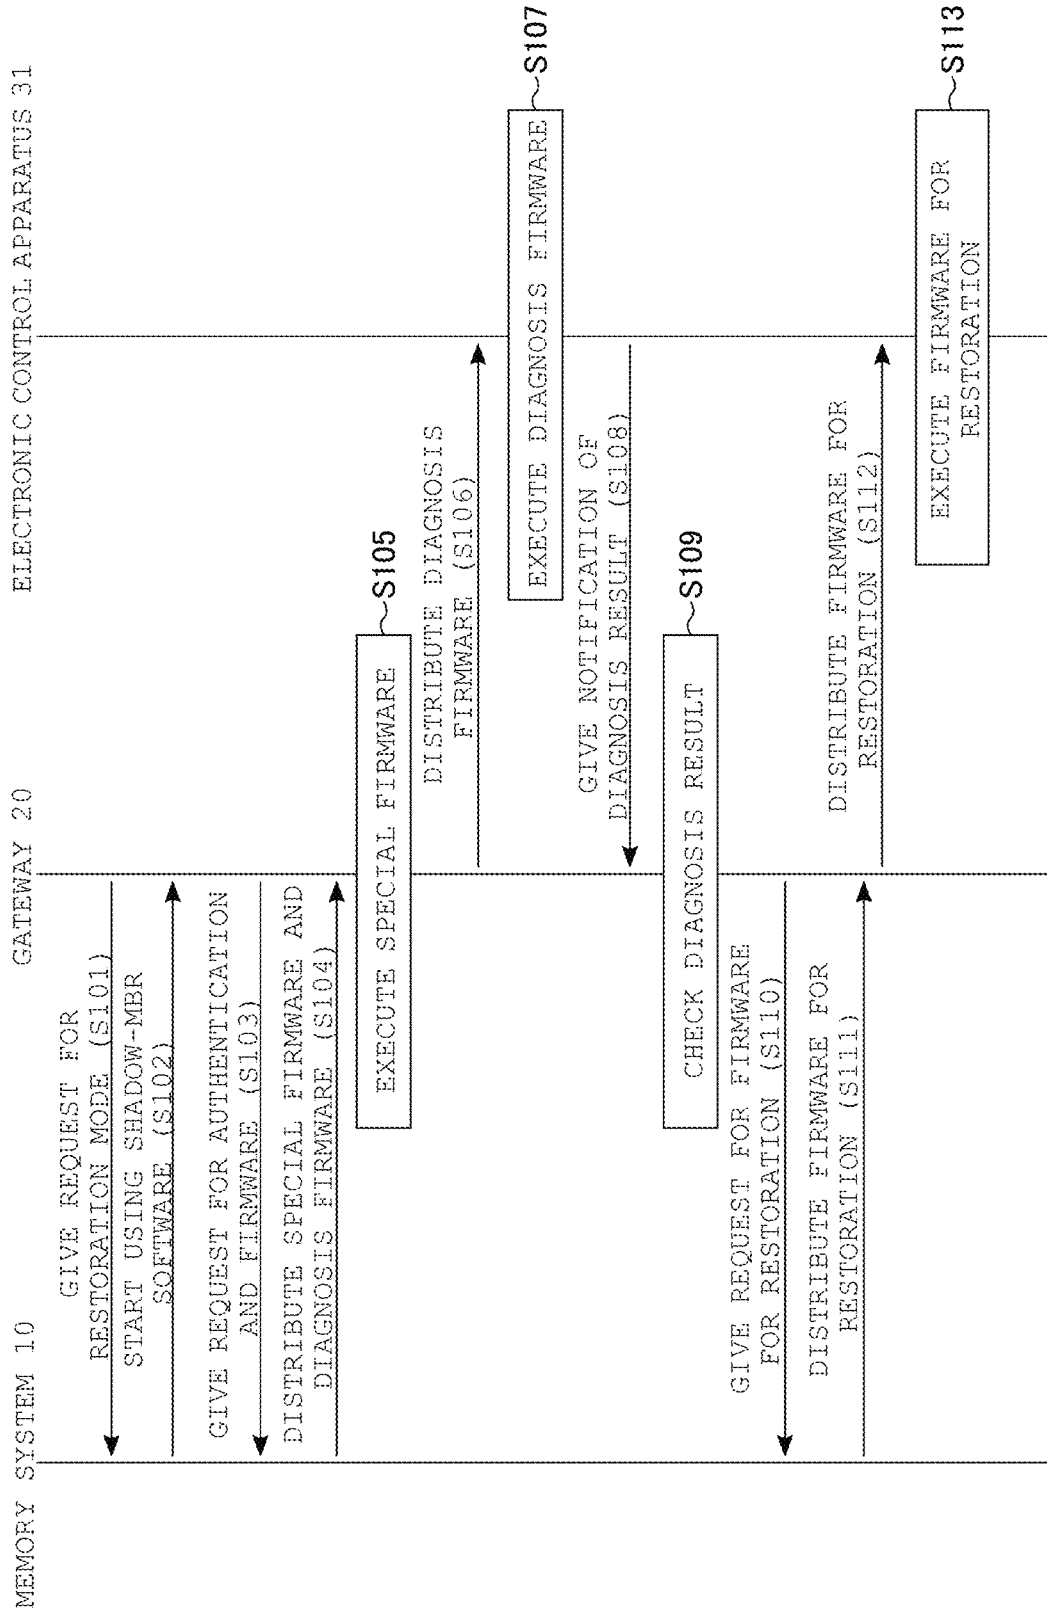 MEMORY SYSTEM 10
GATEWAY 20
ELECTRONIC CONTROL APPARATUS 31
GIVE REQUEST FOR
RESTORATION MODE (S101)
START USING SHADOW-MBR
SOFTWARE (S102)
GIVE REQUEST FOR AUTHENTICATION
AND FIRMWARE (S103)
DISTRIBUTE SPECIAL FIRMWARE AND
DIAGNOSIS FIRMWARE (S104)
EXECUTE SPECIAL FIRMWARE
S105
DISTRIBUTE DIAGNOSIS
FIRMWARE (S106)
EXECUTE DIAGNOSIS FIRMWARE
S107
GIVE NOTIFICATION OF
DIAGNOSIS RESULT (S108)
CHECK DIAGNOSIS RESULT
S109
GIVE REQUEST FOR FIRMWARE
FOR RESTORATION (S110)
DISTRIBUTE FIRMWARE FOR
RESTORATION (S111)
DISTRIBUTE FIRMWARE FOR
RESTORATION (S112)
EXECUTE FIRMWARE FOR
RESTORATION
S113